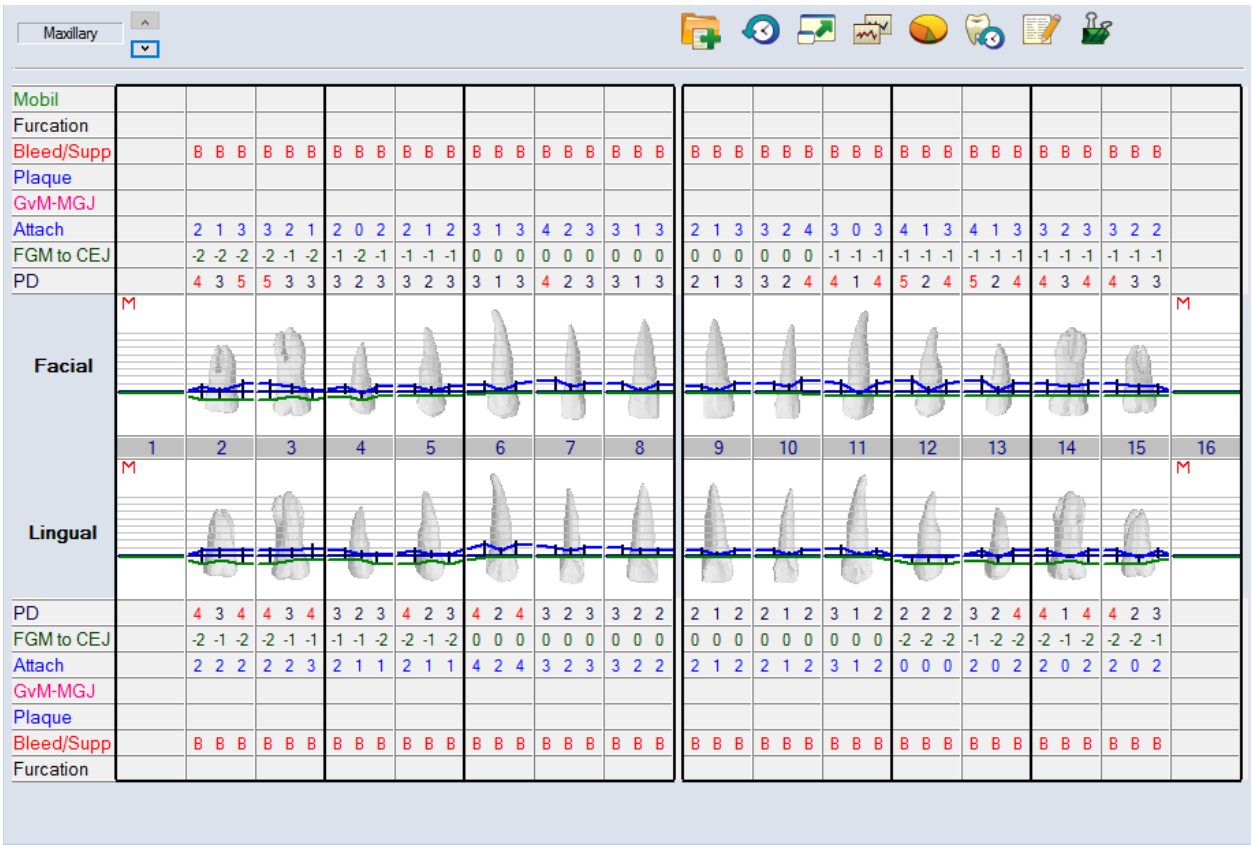 Maxillary
Mobil
Furcation
Bleed/Supp B B B B B B B B B B B B B B B B B B B B B B B B B B B B B B B B B B B B B B B B B B
Plaque
GvM-MGJ
Attach 2 1 3 3 2 1 2 0 2 2 1 2 3 1 3 4 2 3 3 1 3 2 1 3 3 2 4 3 0 3 4 1 3 4 1 3 3 2 3 3 2 2
FGM to CEJ -2 -2 -2 -2 -1 -2 -1 -2 -1 -1 -1 -1 0 0 0 0 0 0 0 0 0 0 0 0 0 0 0 -1 -1 -1 -1 -1 -1 -1 -1 -1 -1 -1 -1 -1 -1 -1
PD 4 3 5 5 3 3 3 2 3 3 2 3 3 1 3 4 2 3 3 1 3 2 1 3 3 2 4 4 1 4 5 2 4 5 2 4 4 3 4 4 3 3
M M
Facial
1 2 3 4 5 6 7 8 9 10 11 12 13 14 15 16
M M
Lingual
PD 4 3 4 4 3 4 3 2 3 4 2 3 4 2 4 3 2 3 3 2 2 2 1 2 2 1 2 3 1 2 2 2 2 3 2 4 4 1 4 4 2 3
FGM to CEJ -2 -1 -2 -2 -1 -1 -1 -1 -2 -2 -1 -2 0 0 0 0 0 0 0 0 0 0 0 0 0 0 0 0 0 0 -2 -2 -2 -1 -2 -2 -2 -1 -2 -2 -2 -1
Attach 2 2 2 2 2 3 2 1 1 2 1 1 4 2 4 3 2 3 3 2 2 2 1 2 2 1 2 3 1 2 0 0 0 2 0 2 2 0 2 2 0 2
GvM-MGJ
Plaque
Bleed/Supp B B B B B B B B B B B B B B B B B B B B B B B B B B B B B B B B B B B B B B B B B B
Furcation